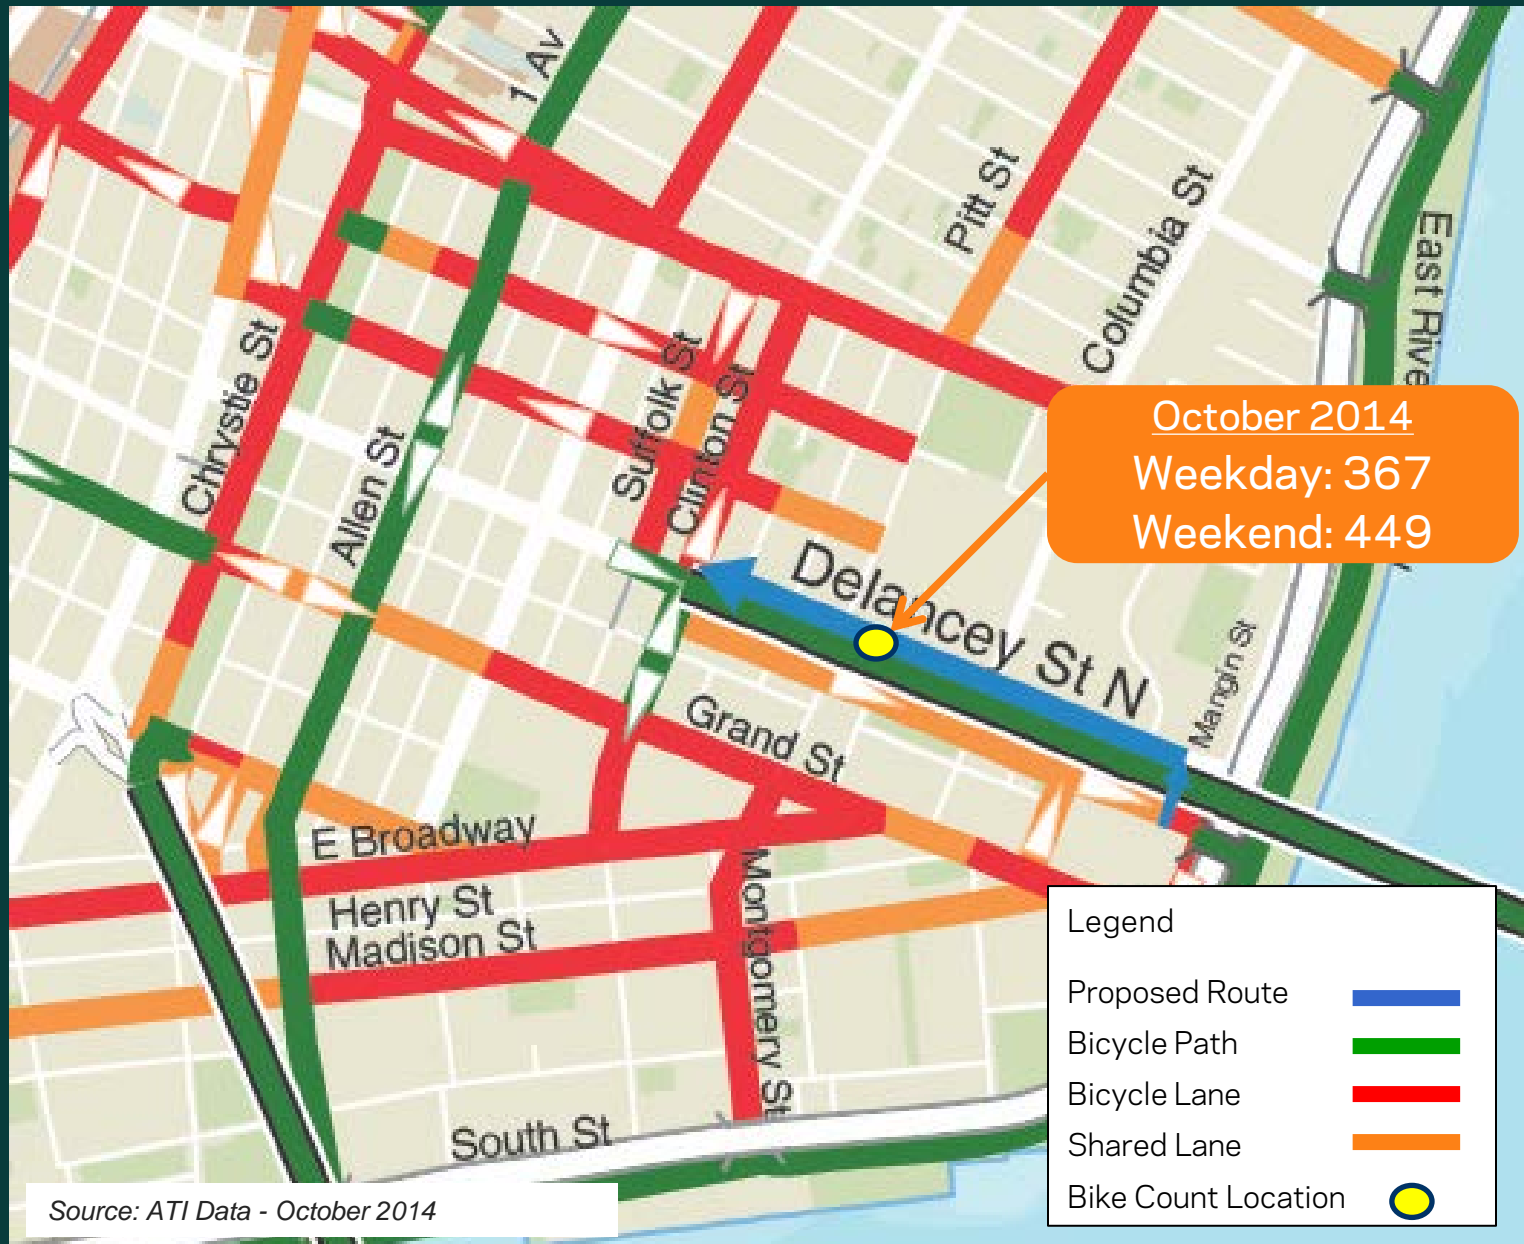 1 Av
Pitt St
Columbia St
East Rive
October 2014
Weekday: 367
Weekend: 449
Chrystie St
Allen St
Suffolk St
Clinton St
Delancey St N
Mangin St
Grand St
E Broadway
Henry St
Madison St
Montgomery St
South St
Legend
Proposed Route
Bicycle Path
Bicycle Lane
Shared Lane
Bike Count Location
Source: ATI Data - October 2014